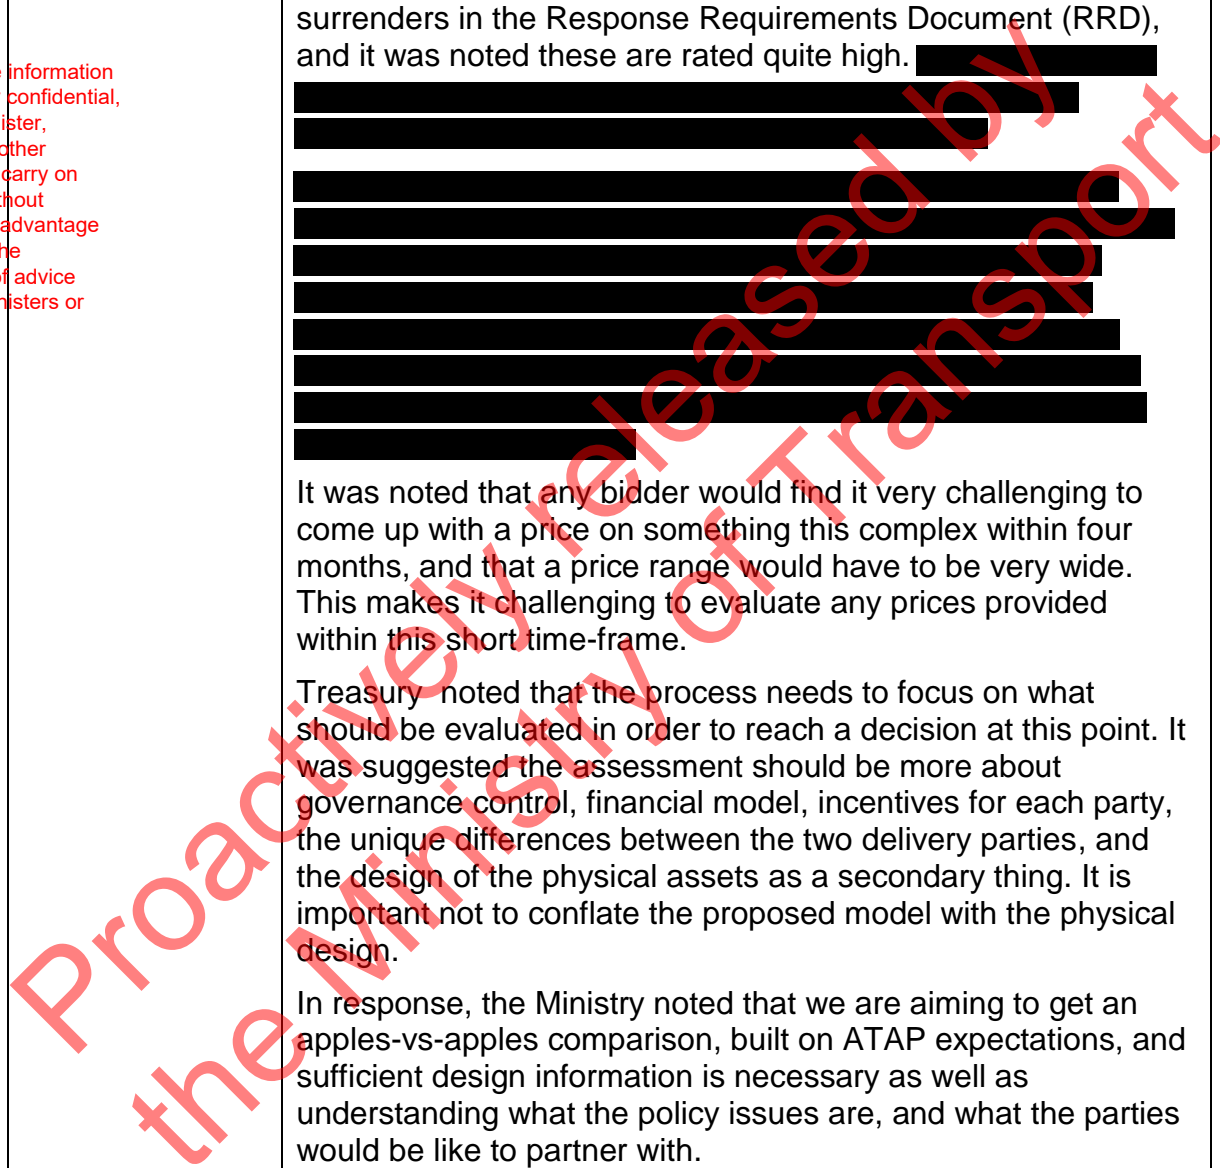 surrenders in the Response Requirements Document (RRD),
and it was noted these are rated quite high.
information
confidential,
other
carry on
advantage
of advice
It was noted that any bidder would find it very challenging to
come up with a price on something this complex within four
months, and that a price range would have to be very wide.
This makes it challenging to evaluate any prices provided
within this short time-frame.
Treasury noted that the process needs to focus on what
should be evaluated in order to reach a decision at this point. It
was suggested the assessment should be more about
governance control, financial model, incentives for each party,
the unique differences between the two delivery parties, and
the design of the physical assets as a secondary thing. It is
important not to conflate the proposed model with the physical
design.
In response, the Ministry noted that we are aiming to get an
apples-vs-apples comparison, built on ATAP expectations, and
sufficient design information is necessary as well as
understanding what the policy issues are, and what the parties
would be like to partner with.
Proactively released by
the Ministry of Transport